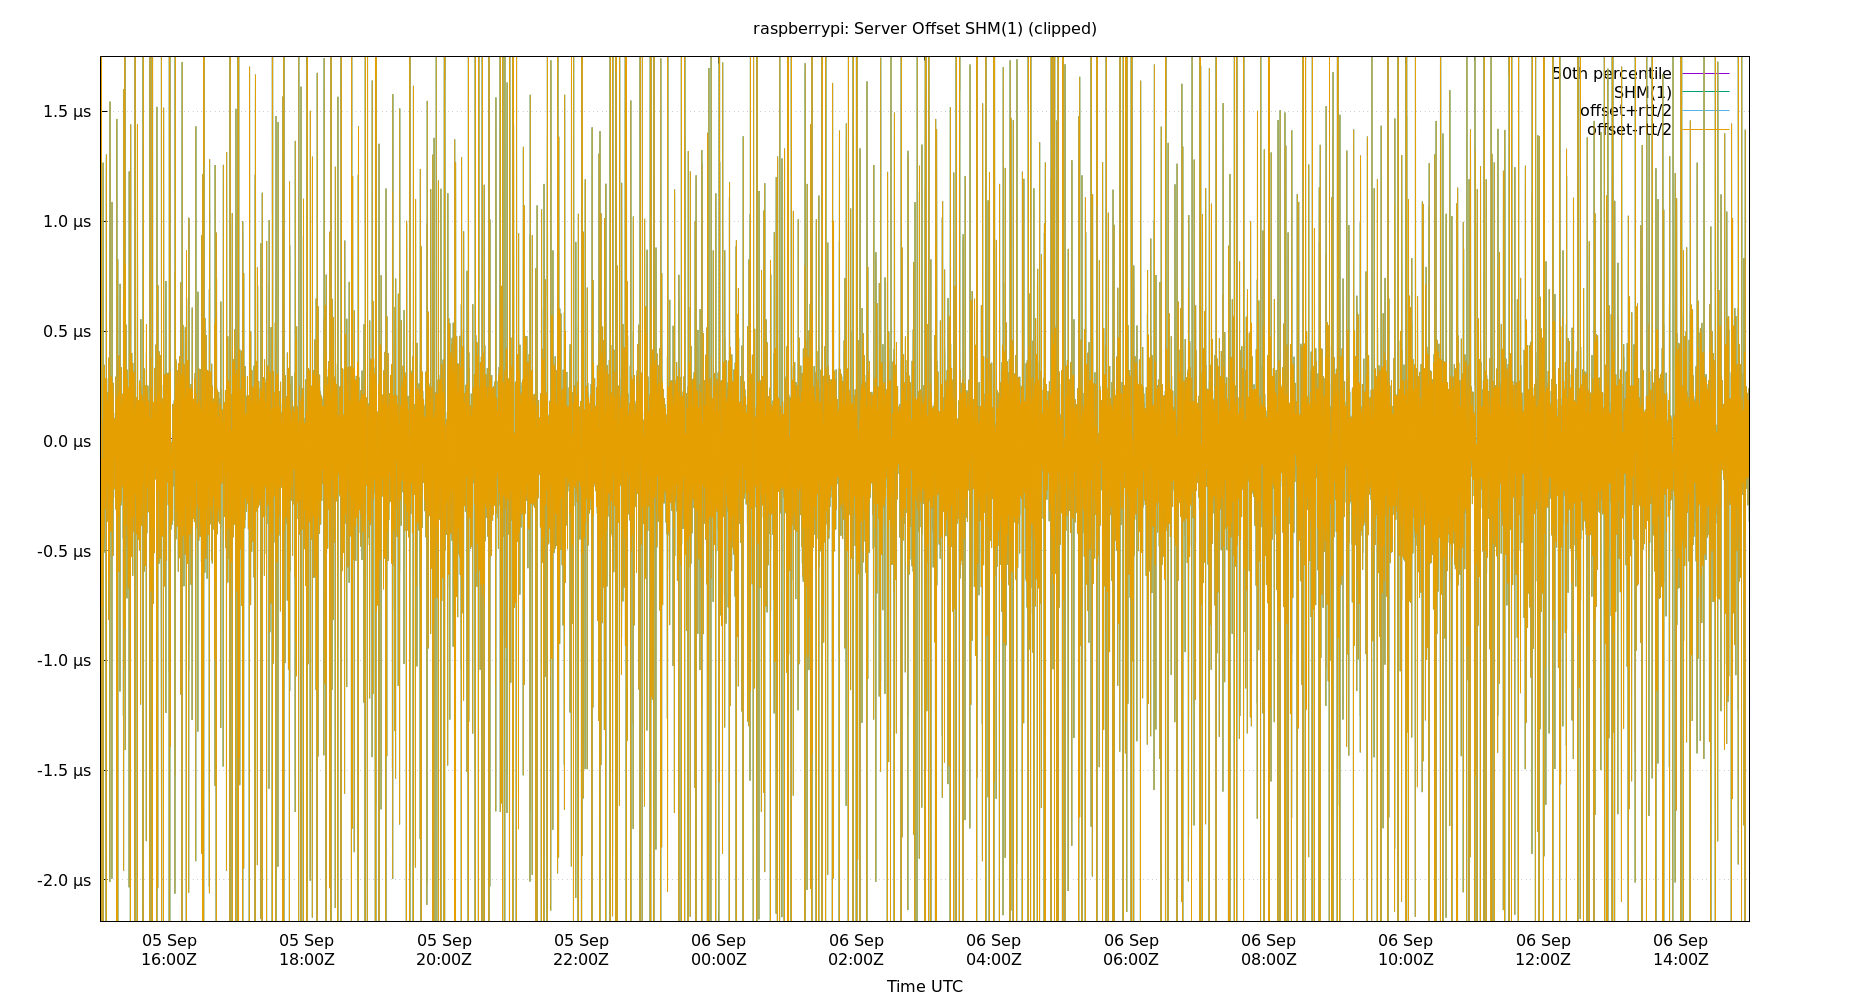 raspberrypi: Server Offset SHM(1) (clipped)
50th percentile
SHM(1)
offset+rtt/2
offset-rtt/2
1.5 µs
1.0 µs
0.5 µs
0.0 µs
-0.5 µs
-1.0 µs
-1.5 µs
-2.0 µs
05 Sep 05 Sep 05 Sep 05 Sep 06 Sep 06 Sep 06 Sep 06 Sep 06 Sep 06 Sep 06 Sep 06 Sep
16:00Z 18:00Z 20:00Z 22:00Z 00:00Z 02:00Z 04:00Z 06:00Z 08:00Z 10:00Z 12:00Z 14:00Z
Time UTC